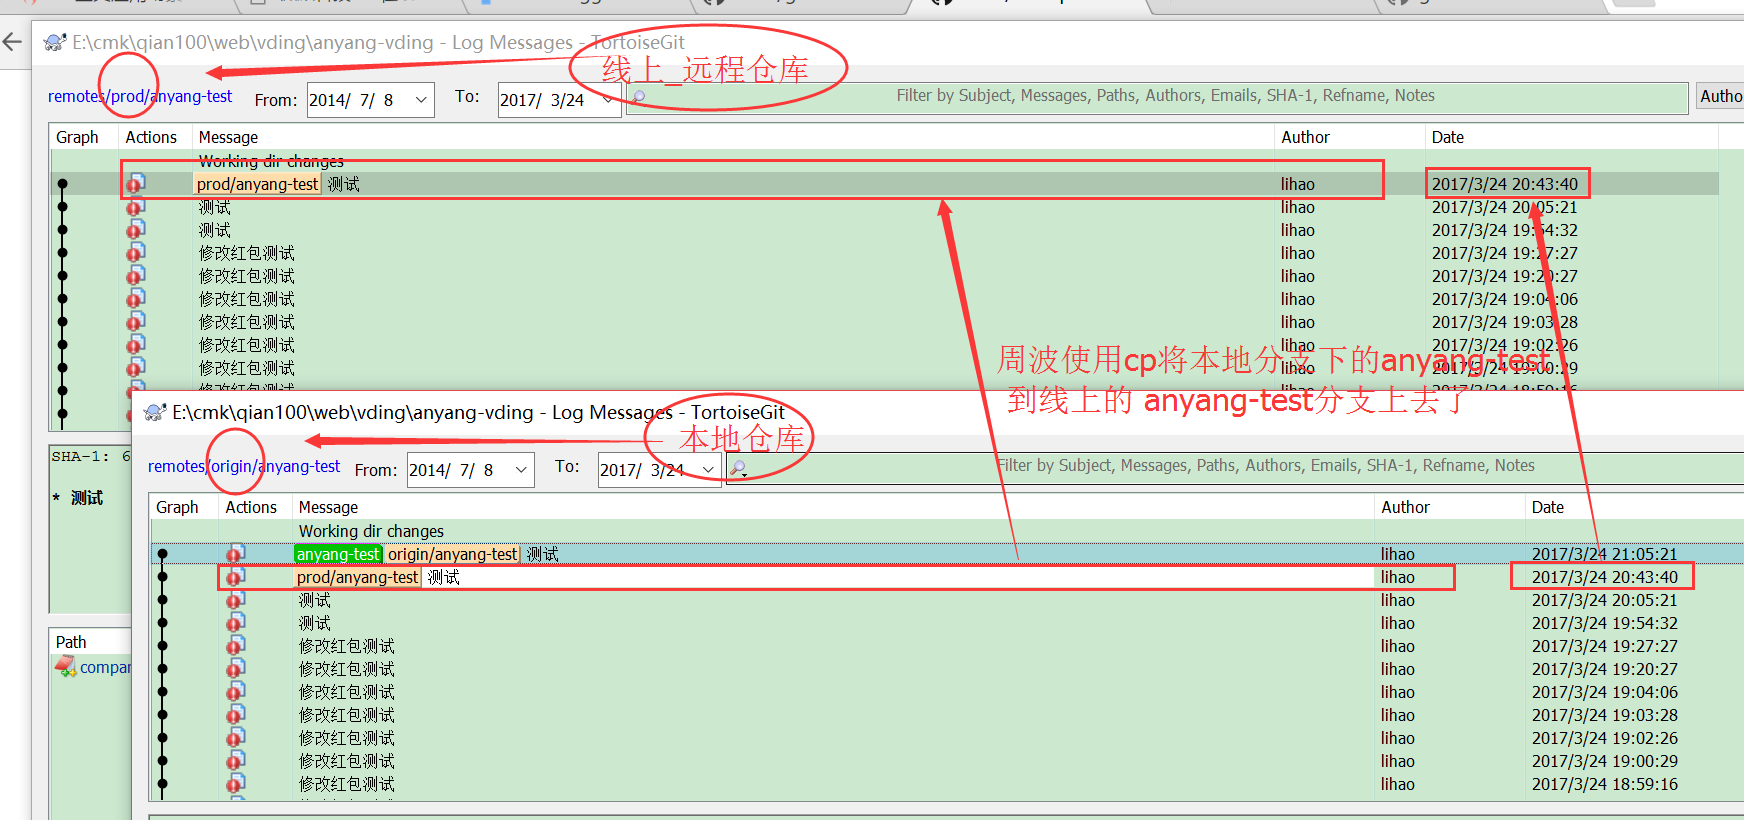 E:\cmk\qian100\web\vding\anyang-vding - Log Messages - TortoiseGit
线上_远程仓库
remotes/prod/anyang-test From: 2014/ 7/ 8 To: 2017/ 3/24 Filter by Subject, Messages, Paths, Authors, Emails, SHA-1, Refname, Notes Autho
Graph Actions Message Author Date
Working dir changes
prod/anyang-test 测试 lihao 2017/3/24 20:43:40
测试 lihao 2017/3/24 20:05:21
测试 lihao 2017/3/24 19:54:32
修改红包测试 lihao 2017/3/24 19:27:27
修改红包测试 lihao 2017/3/24 19:20:27
修改红包测试 lihao 2017/3/24 19:04:06
修改红包测试 lihao 2017/3/24 19:03:28
修改红包测试 lihao 2017/3/24 19:02:26
修改红包测试 lihao 2017/3/24 19:00:29
周波使用cp将本地分支下的anyang-test
到线上的 anyang-test分支上去了
E:\cmk\qian100\web\vding\anyang-vding - Log Messages - TortoiseGit
本地仓库
SHA-1: 6
* 测试
Path
compar
remotes/origin/anyang-test From: 2014/ 7/ 8 To: 2017/ 3/24 Filter by Subject, Messages, Paths, Authors, Emails, SHA-1, Refname, Notes
Graph Actions Message Author Date
Working dir changes
anyang-test origin/anyang-test 测试 lihao 2017/3/24 21:05:21
prod/anyang-test 测试 lihao 2017/3/24 20:43:40
测试 lihao 2017/3/24 20:05:21
测试 lihao 2017/3/24 19:54:32
修改红包测试 lihao 2017/3/24 19:27:27
修改红包测试 lihao 2017/3/24 19:20:27
修改红包测试 lihao 2017/3/24 19:04:06
修改红包测试 lihao 2017/3/24 19:03:28
修改红包测试 lihao 2017/3/24 19:02:26
修改红包测试 lihao 2017/3/24 19:00:29
修改红包测试 lihao 2017/3/24 18:59:16